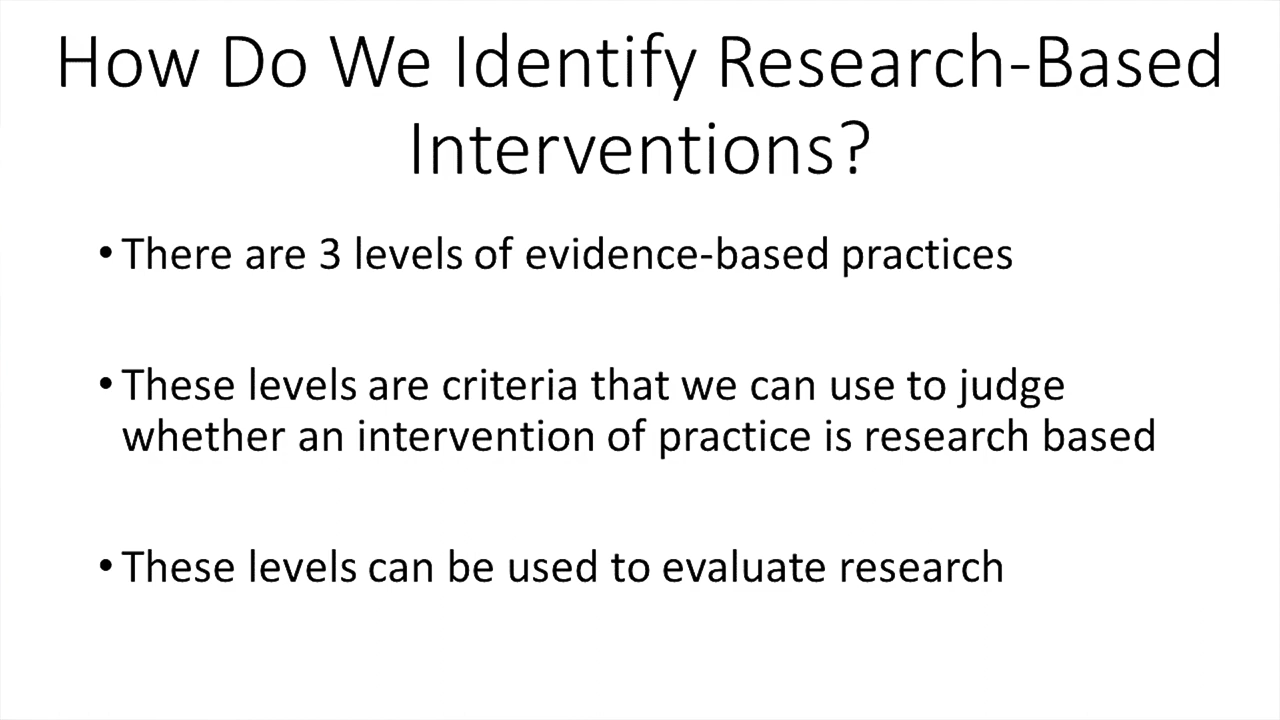 How Do We Identify Research-Based
Interventions?
• There are 3 levels of evidence-based practices
• These levels are criteria that we can use to judge
whether an intervention of practice is research based
• These levels can be used to evaluate research